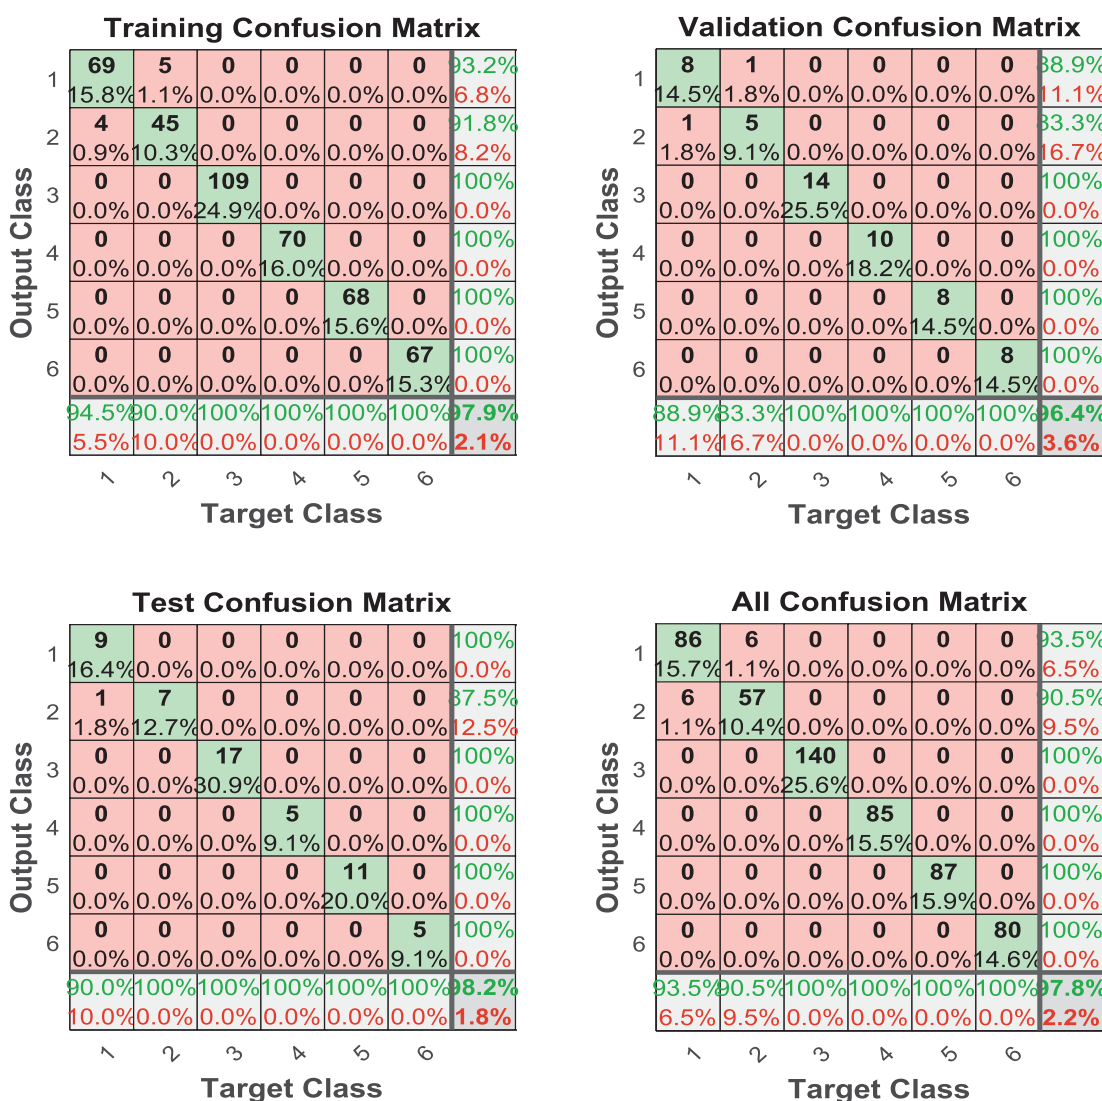 Training Confusion Matrix
1 69 5 0 0 0 0 93.2%
15.8% 1.1% 0.0% 0.0% 0.0% 0.0% 6.8%
2 4 45 0 0 0 0 91.8%
0.9% 10.3% 0.0% 0.0% 0.0% 0.0% 8.2%
3 0 0 109 0 0 0 100%
0.0% 0.0% 24.9% 0.0% 0.0% 0.0% 0.0%
4 0 0 0 70 0 0 100%
0.0% 0.0% 0.0% 16.0% 0.0% 0.0% 0.0%
5 0 0 0 0 68 0 100%
0.0% 0.0% 0.0% 0.0% 15.6% 0.0% 0.0%
6 0 0 0 0 0 67 100%
0.0% 0.0% 0.0% 0.0% 0.0% 15.3% 0.0%
94.5% 90.0% 100% 100% 100% 100% 97.9%
5.5% 10.0% 0.0% 0.0% 0.0% 0.0% 2.1%
1 2 3 4 5 6
Target Class
Output Class
Validation Confusion Matrix
1 8 1 0 0 0 0 88.9%
14.5% 1.8% 0.0% 0.0% 0.0% 0.0% 11.1%
2 1 5 0 0 0 0 83.3%
1.8% 9.1% 0.0% 0.0% 0.0% 0.0% 16.7%
3 0 0 14 0 0 0 100%
0.0% 0.0% 25.5% 0.0% 0.0% 0.0% 0.0%
4 0 0 0 10 0 0 100%
0.0% 0.0% 0.0% 18.2% 0.0% 0.0% 0.0%
5 0 0 0 0 8 0 100%
0.0% 0.0% 0.0% 0.0% 14.5% 0.0% 0.0%
6 0 0 0 0 0 8 100%
0.0% 0.0% 0.0% 0.0% 0.0% 14.5% 0.0%
88.9% 83.3% 100% 100% 100% 100% 96.4%
11.1% 16.7% 0.0% 0.0% 0.0% 0.0% 3.6%
1 2 3 4 5 6
Target Class
Output Class
Test Confusion Matrix
1 9 0 0 0 0 0 100%
16.4% 0.0% 0.0% 0.0% 0.0% 0.0% 0.0%
2 1 7 0 0 0 0 87.5%
1.8% 12.7% 0.0% 0.0% 0.0% 0.0% 12.5%
3 0 0 17 0 0 0 100%
0.0% 0.0% 30.9% 0.0% 0.0% 0.0% 0.0%
4 0 0 0 5 0 0 100%
0.0% 0.0% 0.0% 9.1% 0.0% 0.0% 0.0%
5 0 0 0 0 11 0 100%
0.0% 0.0% 0.0% 0.0% 20.0% 0.0% 0.0%
6 0 0 0 0 0 5 100%
0.0% 0.0% 0.0% 0.0% 0.0% 9.1% 0.0%
90.0% 100% 100% 100% 100% 100% 98.2%
10.0% 0.0% 0.0% 0.0% 0.0% 0.0% 1.8%
1 2 3 4 5 6
Target Class
Output Class
All Confusion Matrix
1 86 6 0 0 0 0 93.5%
15.7% 1.1% 0.0% 0.0% 0.0% 0.0% 6.5%
2 6 57 0 0 0 0 90.5%
1.1% 10.4% 0.0% 0.0% 0.0% 0.0% 9.5%
3 0 0 140 0 0 0 100%
0.0% 0.0% 25.6% 0.0% 0.0% 0.0% 0.0%
4 0 0 0 85 0 0 100%
0.0% 0.0% 0.0% 15.5% 0.0% 0.0% 0.0%
5 0 0 0 0 87 0 100%
0.0% 0.0% 0.0% 0.0% 15.9% 0.0% 0.0%
6 0 0 0 0 0 80 100%
0.0% 0.0% 0.0% 0.0% 0.0% 14.6% 0.0%
93.5% 90.5% 100% 100% 100% 100% 97.8%
6.5% 9.5% 0.0% 0.0% 0.0% 0.0% 2.2%
1 2 3 4 5 6
Target Class
Output Class